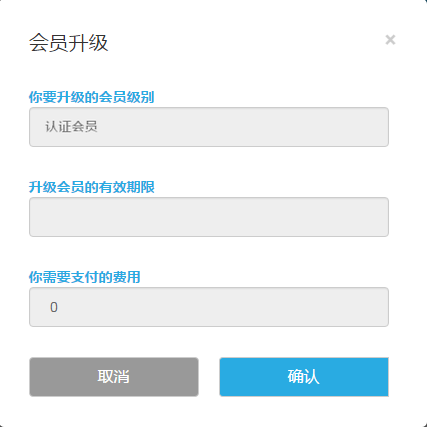 会员升级
×
你要升级的会员级别
认证会员
升级会员的有效期限
你需要支付的费用
0
取消
确认